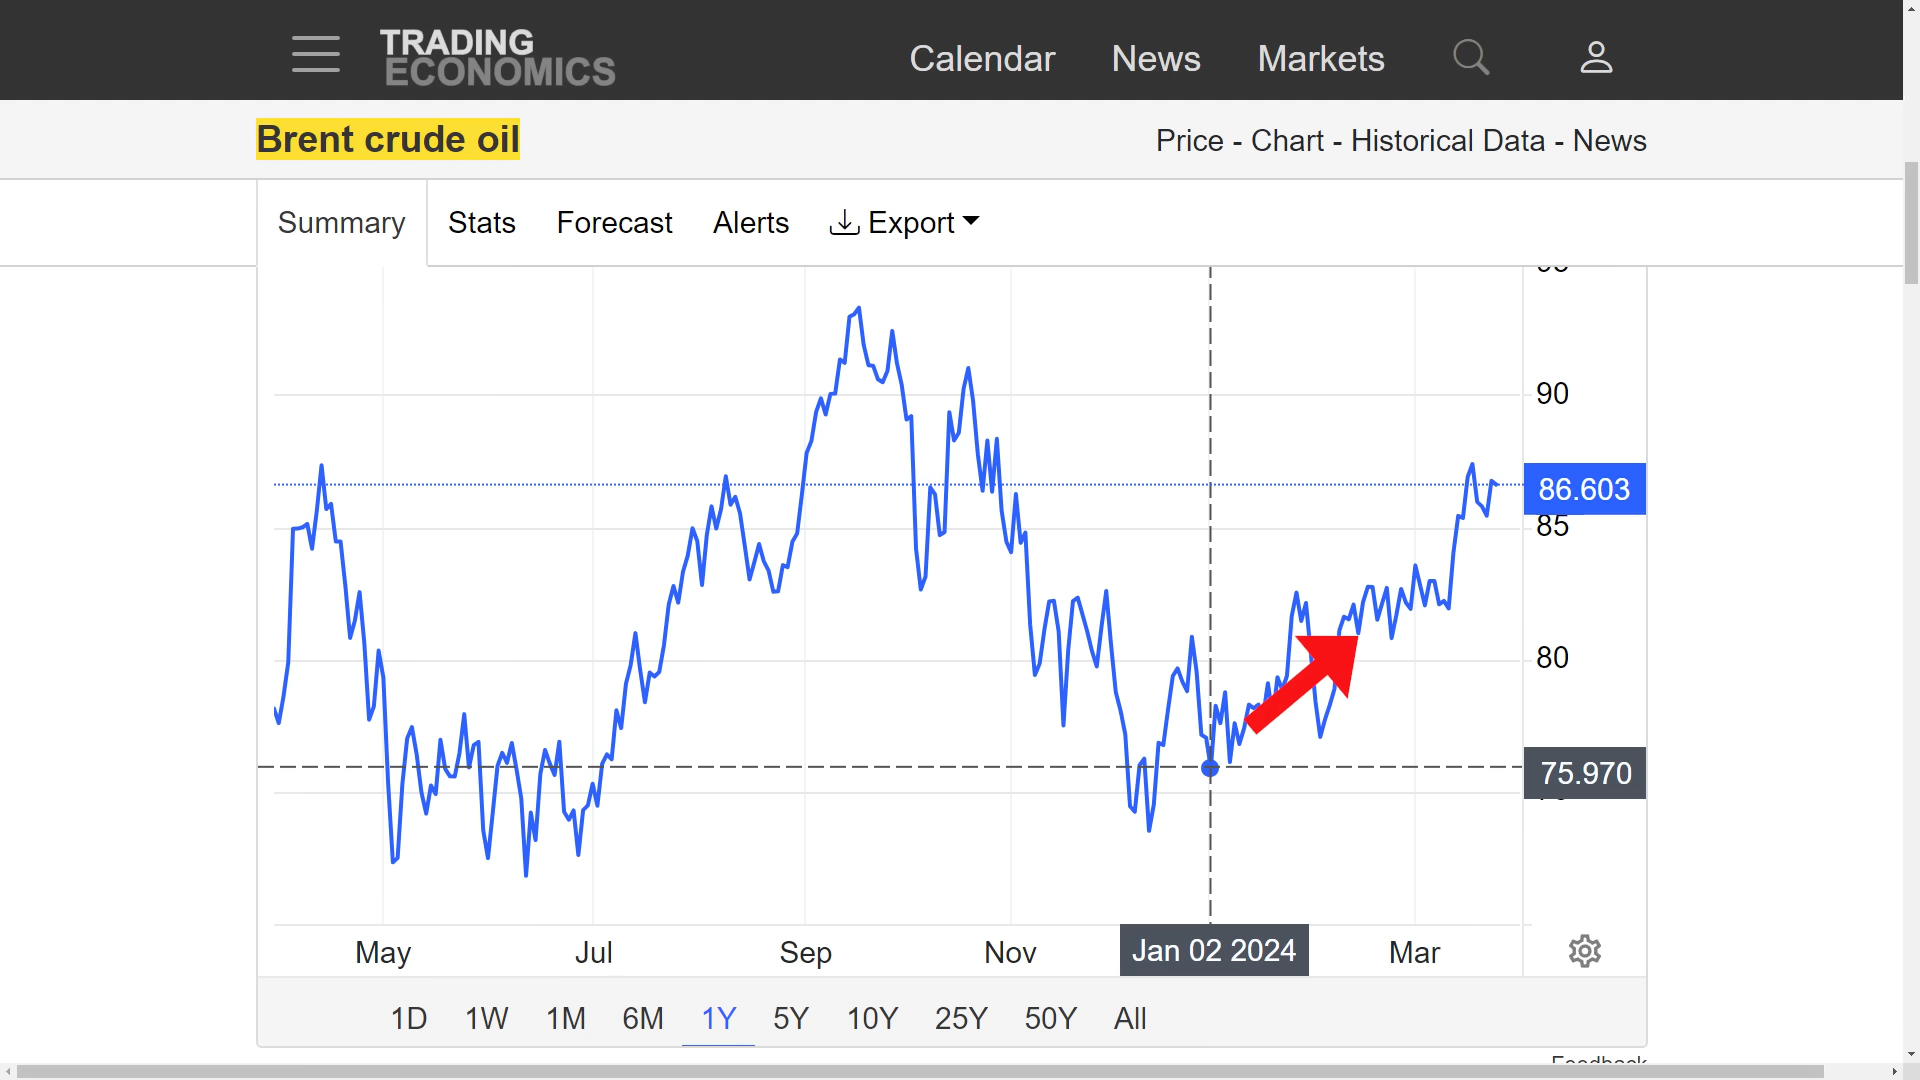 TRADING
ECONOMICS
Calendar News Markets
Brent crude oil
Price - Chart - Historical Data - News
Summary Stats Forecast Alerts Export
90
86.603
85
80
75.970
May Jul Sep Nov Jan 02 2024 Mar
1D 1W 1M 6M 1Y 5Y 10Y 25Y 50Y All
Feedback